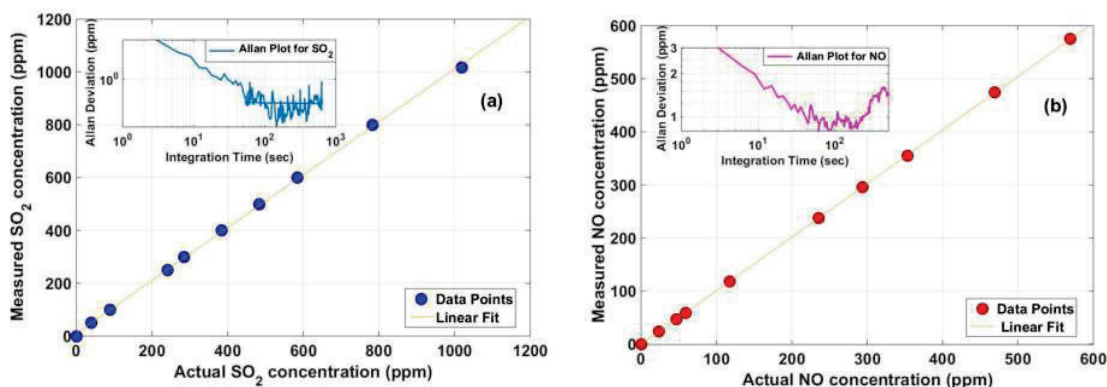 1200
1000
800
600
400
200
0
Measured SO2 concentration (ppm)
0 200 400 600 800 1000 1200
Actual SO2 concentration (ppm)
Allan Deviation (ppm)
10^0
Allan Plot for SO2
10^0 10^1 10^2 10^3
Integration Time (sec)
(a)
Data Points
Linear Fit
600
500
400
300
200
100
0
Measured NO concentration (ppm)
0 100 200 300 400 500 600
Actual NO concentration (ppm)
Allan Deviation (ppm)
3
2
1
Allan Plot for NO
10^0 10^1 10^2
Integration Time (sec)
(b)
Data Points
Linear Fit